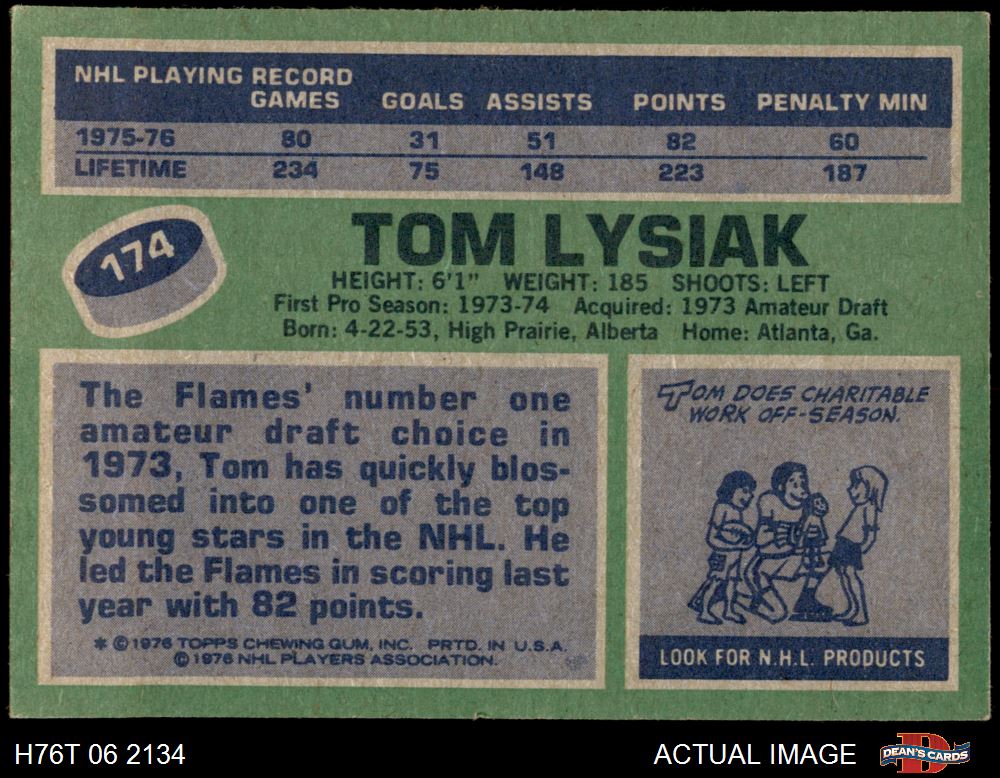 NHL PLAYING RECORD
GAMES GOALS ASSISTS POINTS PENALTY MIN
1975-76 80 31 51 82 60
LIFETIME 234 75 148 223 187
174
TOM LYSIAK
HEIGHT: 6'1" WEIGHT: 185 SHOOTS: LEFT
First Pro Season: 1973-74 Acquired: 1973 Amateur Draft
Born: 4-22-53, High Prairie, Alberta Home: Atlanta, Ga.
The Flames' number one
amateur draft choice in
1973, Tom has quickly blos-
somed into one of the top
young stars in the NHL. He
led the Flames in scoring last
year with 82 points.
* ©1976 TOPPS CHEWING GUM, INC. PRTD. IN U.S.A.
©1976 NHL PLAYERS ASSOCIATION.
TOM DOES CHARITABLE
WORK OFF-SEASON.
LOOK FOR N.H.L. PRODUCTS
H76T 06 2134
ACTUAL IMAGE
D
DEAN'S CARDS